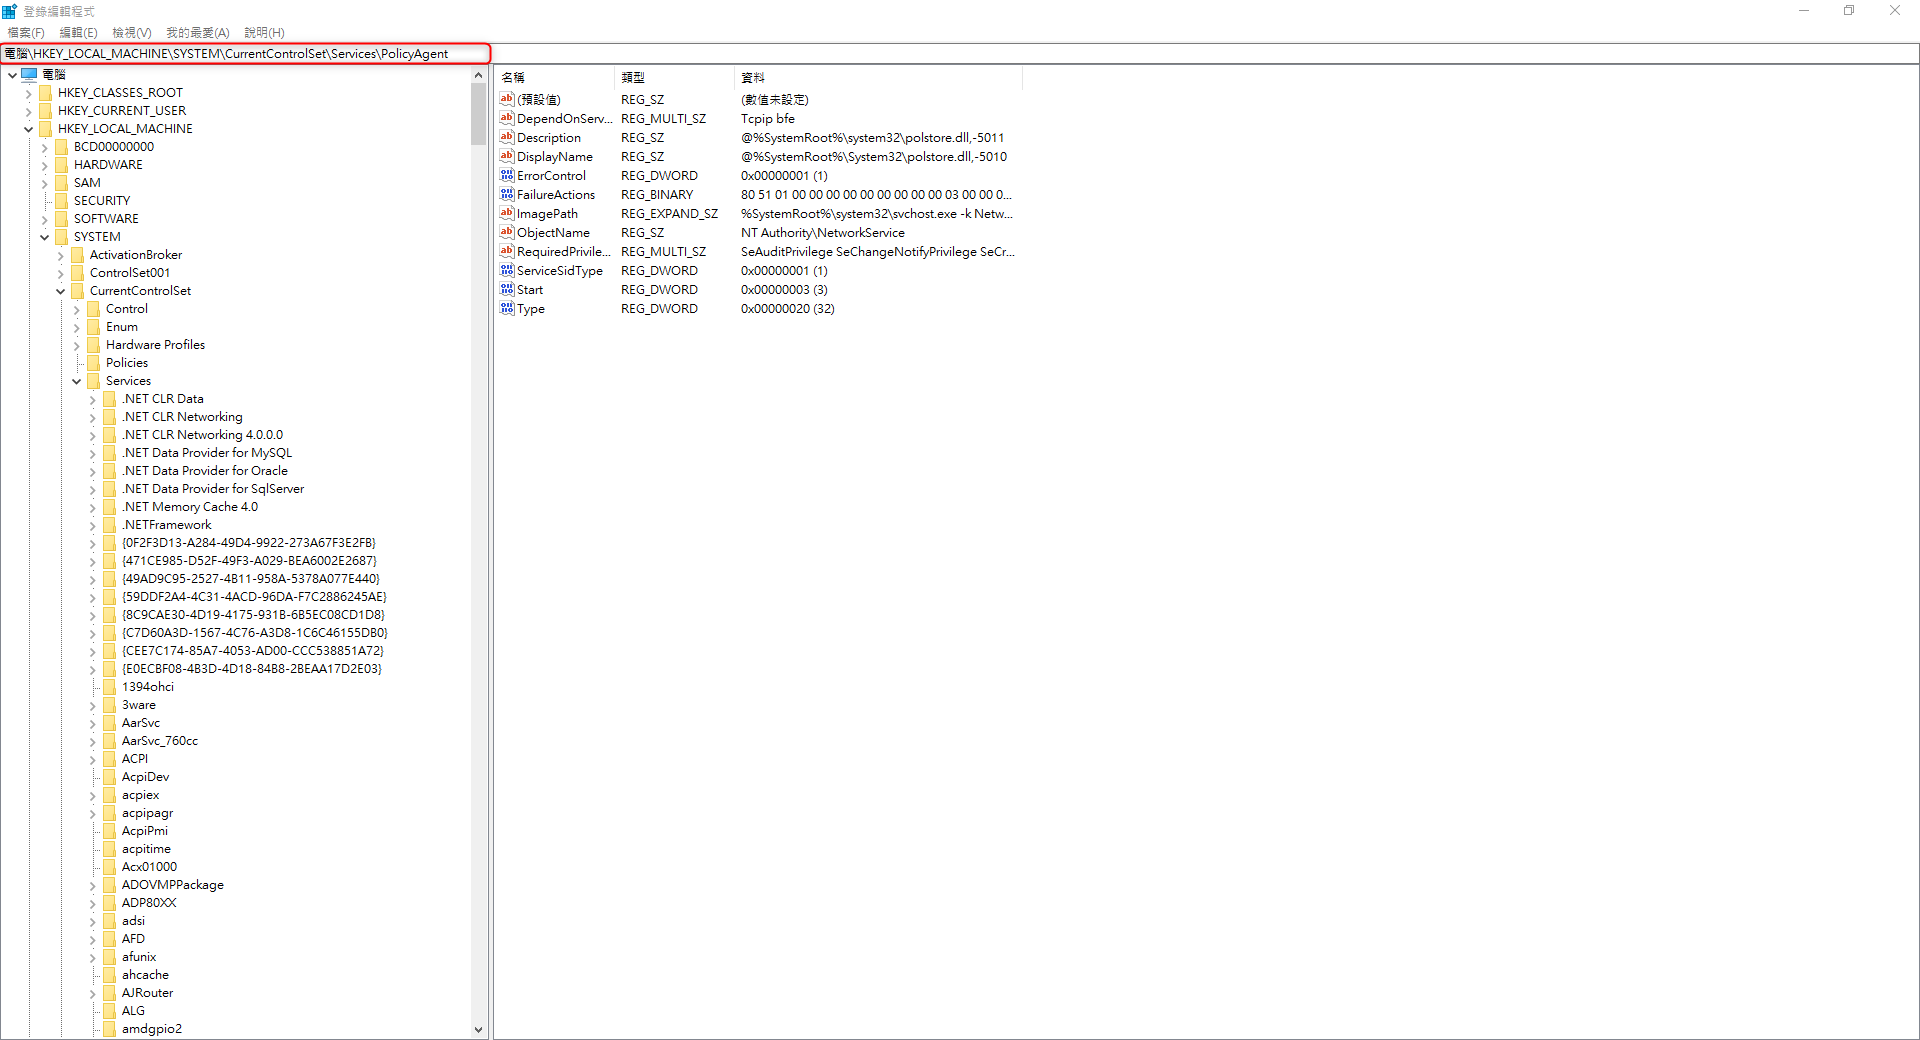 登錄編輯程式
檔案(F) 編輯(E) 檢視(V) 我的最愛(A) 說明(H)
電腦\HKEY_LOCAL_MACHINE\SYSTEM\CurrentControlSet\Services\PolicyAgent
電腦
HKEY_CLASSES_ROOT
HKEY_CURRENT_USER
HKEY_LOCAL_MACHINE
BCD00000000
HARDWARE
SAM
SECURITY
SOFTWARE
SYSTEM
ActivationBroker
ControlSet001
CurrentControlSet
Control
Enum
Hardware Profiles
Policies
Services
.NET CLR Data
.NET CLR Networking
.NET CLR Networking 4.0.0.0
.NET Data Provider for MySQL
.NET Data Provider for Oracle
.NET Data Provider for SqlServer
.NET Memory Cache 4.0
.NETFramework
{0F2F3D13-A284-49D4-9922-273A67F3E2FB}
{471CE985-D52F-49F3-A029-BEA6002E2687}
{49AD9C95-2527-4B11-958A-5378A077E440}
{59DDF2A4-4C31-4ACD-96DA-F7C2886245AE}
{8C9CAE30-4D19-4175-931B-6B5EC08CD1D8}
{C7D60A3D-1567-4C76-A3D8-1C6C46155DB0}
{CEE7C174-85A7-4053-AD00-CCC538851A72}
{E0ECBF08-4B3D-4D18-84B8-2BEAA17D2E03}
1394ohci
3ware
AarSvc
AarSvc_760cc
ACPI
AcpiDev
acpiex
acpipagr
AcpiPmi
acpitime
Acx01000
ADOVMPPackage
ADP80XX
adsi
AFD
afunix
ahcache
AJRouter
ALG
amdgpio2
名稱 類型 資料
(預設值) REG_SZ (數值未設定)
DependOnServ... REG_MULTI_SZ Tcpip bfe
Description REG_SZ @%SystemRoot%\system32\polstore.dll,-5011
DisplayName REG_SZ @%SystemRoot%\System32\polstore.dll,-5010
ErrorControl REG_DWORD 0x00000001 (1)
FailureActions REG_BINARY 80 51 01 00 00 00 00 00 00 00 00 00 03 00 00 0...
ImagePath REG_EXPAND_SZ %SystemRoot%\system32\svchost.exe -k Netw...
ObjectName REG_SZ NT Authority\NetworkService
RequiredPrivile... REG_MULTI_SZ SeAuditPrivilege SeChangeNotifyPrivilege SeCr...
ServiceSidType REG_DWORD 0x00000001 (1)
Start REG_DWORD 0x00000003 (3)
Type REG_DWORD 0x00000020 (32)